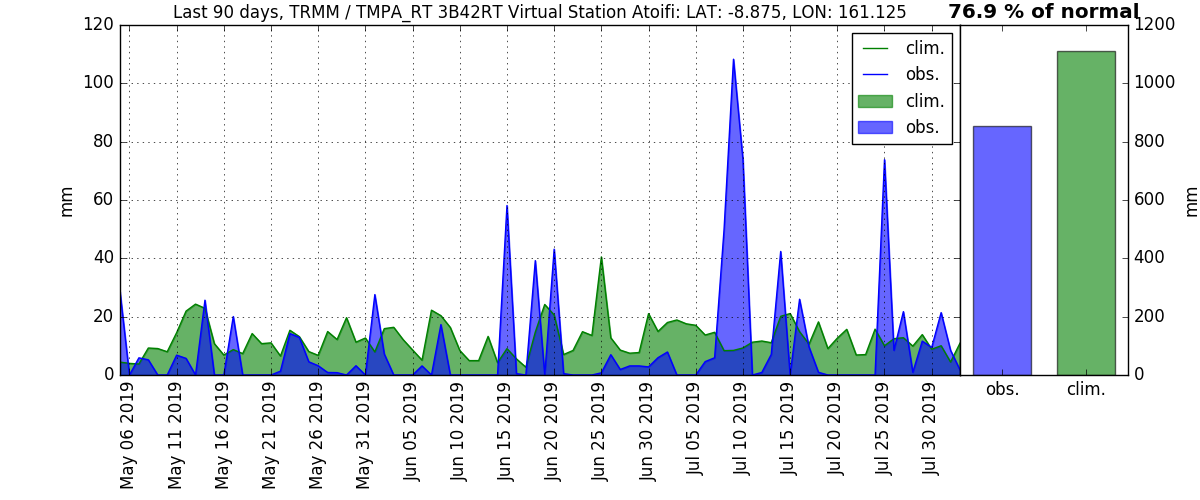 Last 90 days, TRMM / TMPA_RT 3B42RT Virtual Station Atoifi: LAT: -8.875, LON: 161.125
76.9 % of normal
120
100
80
60
40
20
0
mm
clim.
obs.
clim.
obs.
May 06 2019
May 11 2019
May 16 2019
May 21 2019
May 26 2019
May 31 2019
Jun 05 2019
Jun 10 2019
Jun 15 2019
Jun 20 2019
Jun 25 2019
Jun 30 2019
Jul 05 2019
Jul 10 2019
Jul 15 2019
Jul 20 2019
Jul 25 2019
Jul 30 2019
1200
1000
800
600
400
200
0
mm
obs.
clim.